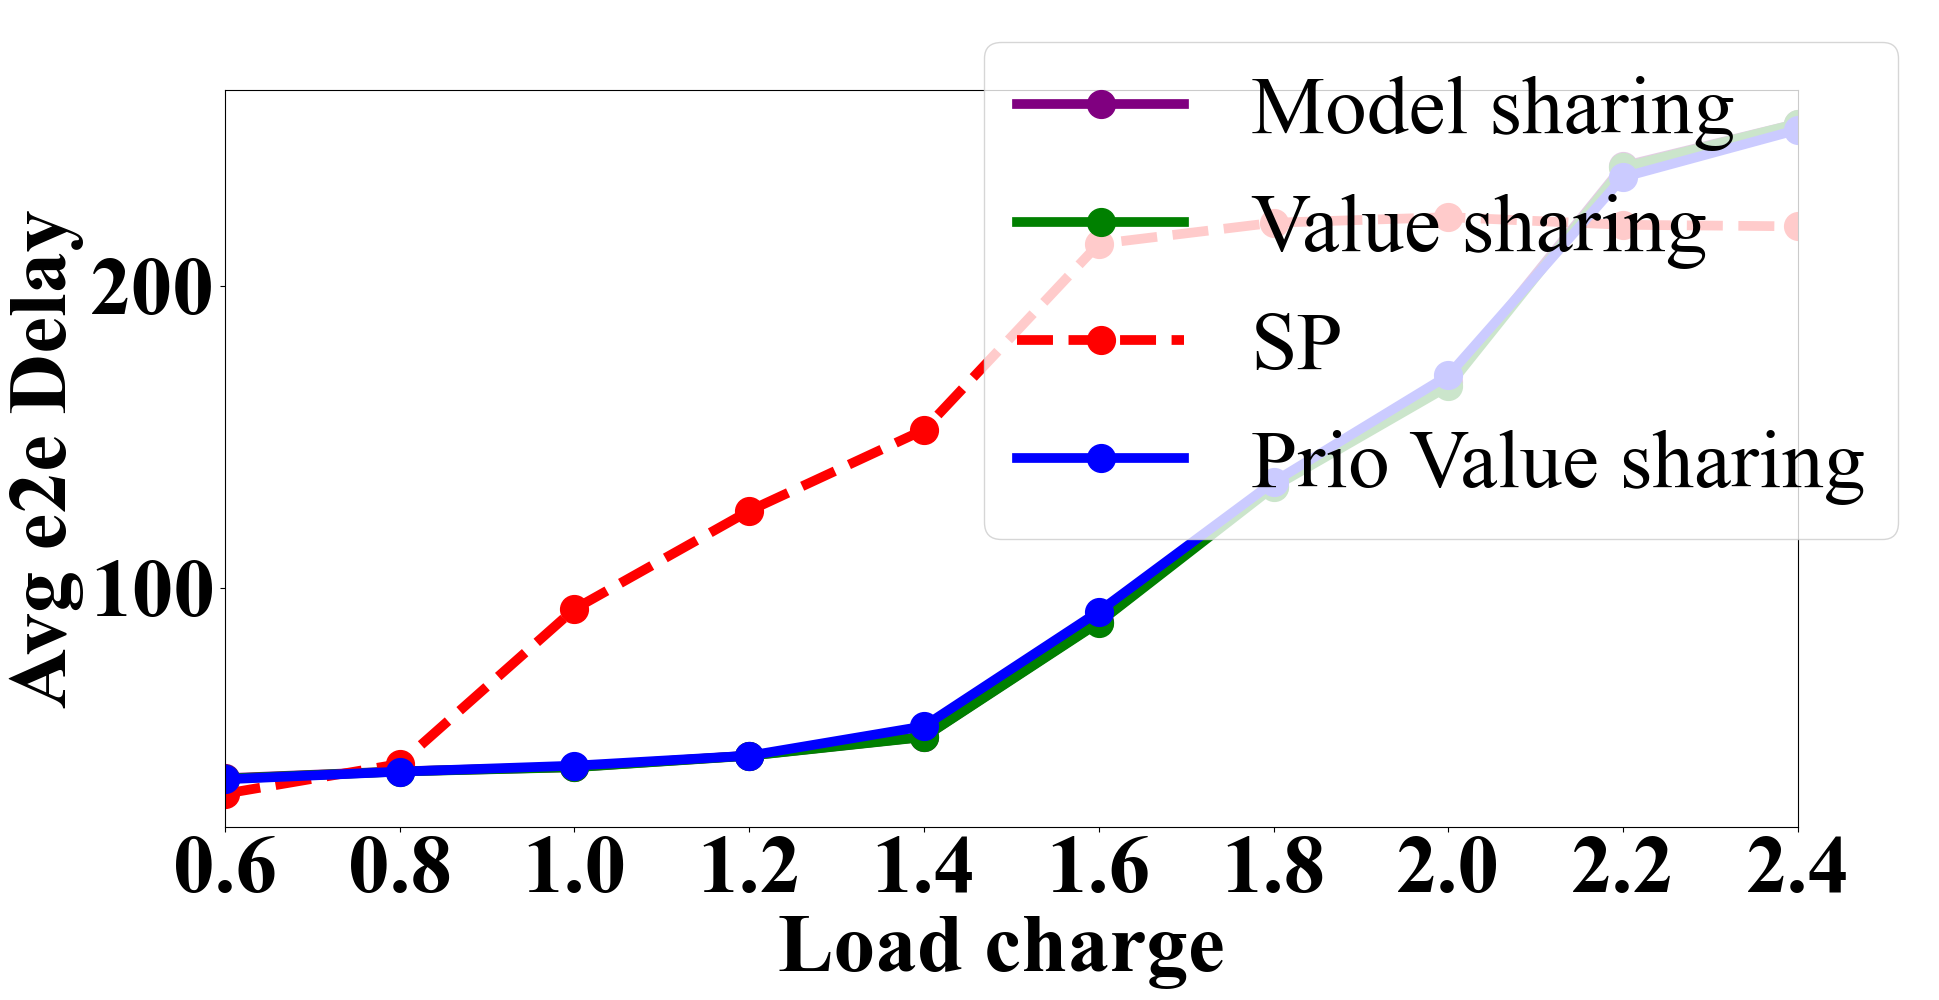 Model sharing
Value sharing
SP
Prio Value sharing
Avg e2e Delay
200
100
0.6 0.8 1.0 1.2 1.4 1.6 1.8 2.0 2.2 2.4
Load charge